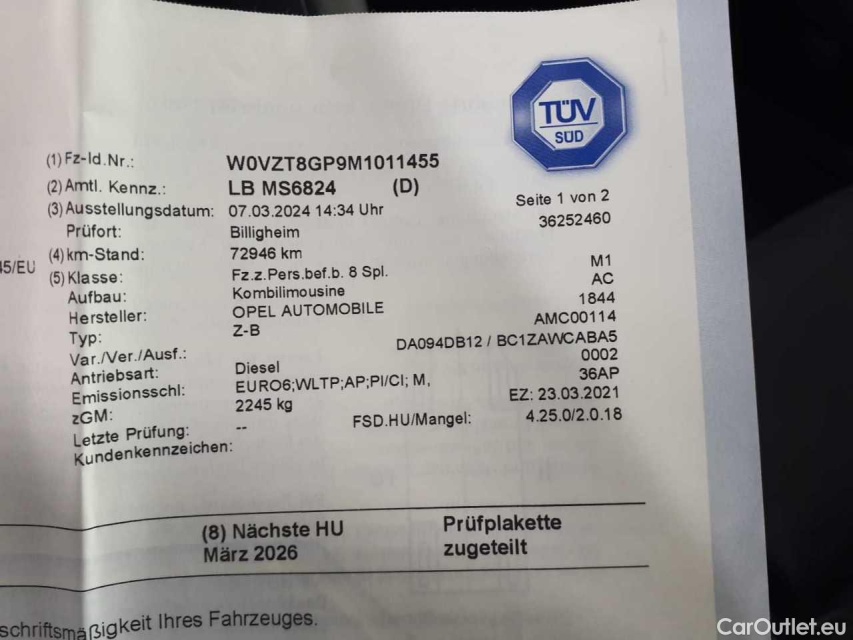 TÜV
SÜD
(1) Fz-Id.Nr.: W0VZT8GP9M1011455
(2) Amtl. Kennz.: LB MS6824 (D)
Seite 1 von 2
(3) Ausstellungsdatum: 07.03.2024 14:34 Uhr 36252460
Prüfort: Billigheim
45/EU (4) km-Stand: 72946 km
(5) Klasse: Fz.z.Pers.bef.b. 8 Spl. M1
Aufbau: Kombilimousine AC
Hersteller: OPEL AUTOMOBILE 1844
Typ: Z-B AMC00114
Var./Ver./Ausf.: DA094DB12 / BC1ZAWCABA5
Antriebsart: Diesel 0002
Emissionsschl: EURO6;WLTP;AP;PI/CI; M, 36AP
zGM: 2245 kg EZ: 23.03.2021
Letzte Prüfung: -- FSD.HU/Mangel: 4.25.0/2.0.18
Kundenkennzeichen:
(8) Nächste HU Prüfplakette
März 2026 zugeteilt
schriftsmäßigkeit Ihres Fahrzeuges.
CarOutlet.eu